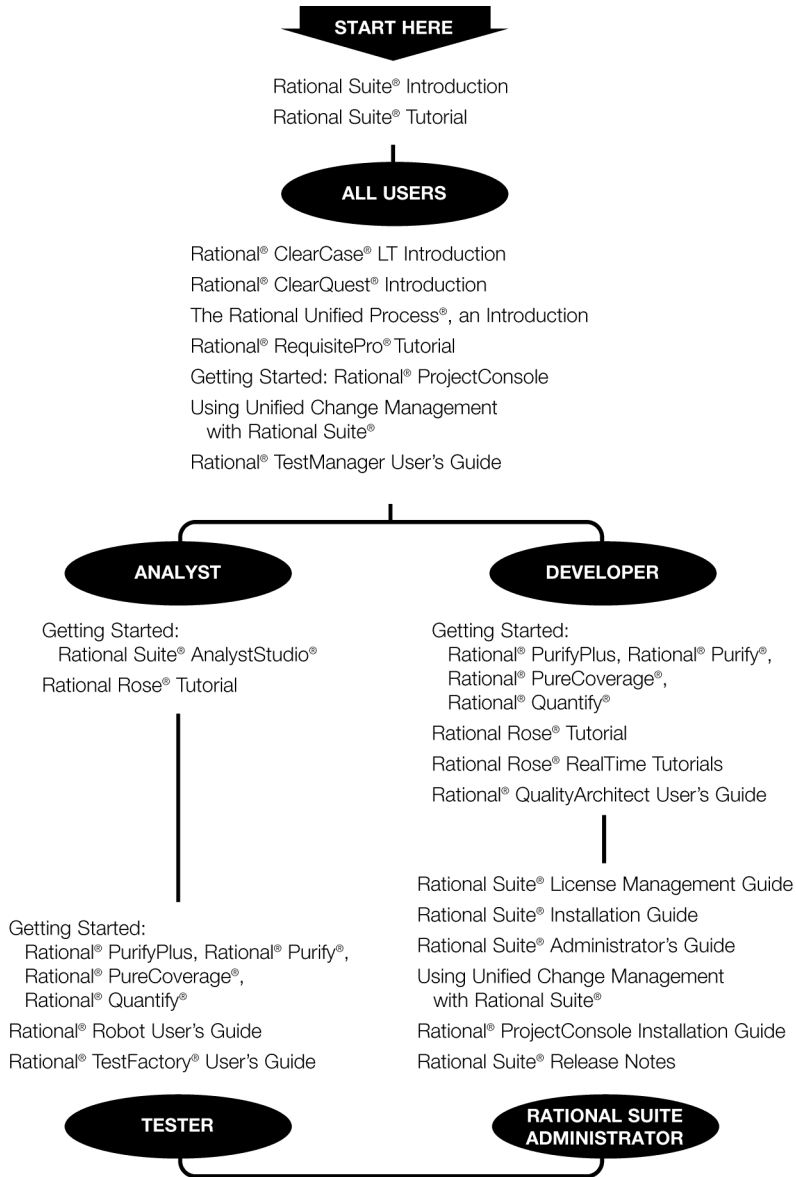 START HERE
Rational Suite® Introduction
Rational Suite® Tutorial
ALL USERS
Rational® ClearCase® LT Introduction
Rational® ClearQuest® Introduction
The Rational Unified Process®, an Introduction
Rational® RequisitePro® Tutorial
Getting Started: Rational® ProjectConsole
Using Unified Change Management
with Rational Suite®
Rational® TestManager User’s Guide
ANALYST
Getting Started:
Rational Suite® AnalystStudio®
Rational Rose® Tutorial
DEVELOPER
Getting Started:
Rational® PurifyPlus, Rational® Purify®,
Rational® PureCoverage®,
Rational® Quantify®
Rational Rose® Tutorial
Rational Rose® RealTime Tutorials
Rational® QualityArchitect User’s Guide
Getting Started:
Rational® PurifyPlus, Rational® Purify®,
Rational® PureCoverage®,
Rational® Quantify®
Rational® Robot User’s Guide
Rational® TestFactory® User’s Guide
TESTER
Rational Suite® License Management Guide
Rational Suite® Installation Guide
Rational Suite® Administrator’s Guide
Using Unified Change Management
with Rational Suite®
Rational® ProjectConsole Installation Guide
Rational Suite® Release Notes
RATIONAL SUITE
ADMINISTRATOR